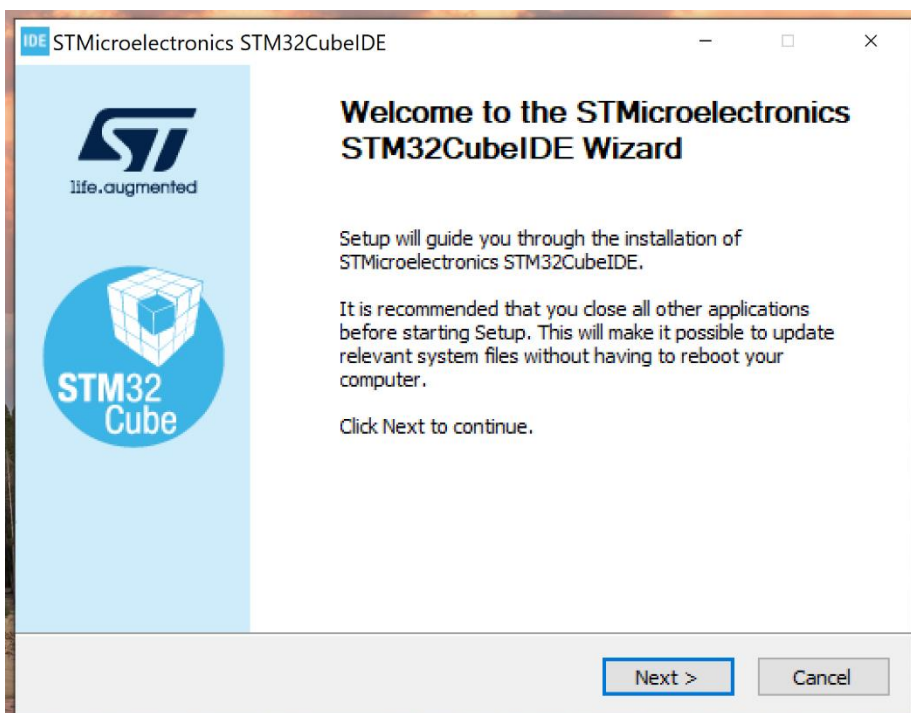 IDE STMicroelectronics STM32CubeIDE
ST
life.augmented
STM32
Cube
Welcome to the STMicroelectronics
STM32CubeIDE Wizard
Setup will guide you through the installation of
STMicroelectronics STM32CubeIDE.
It is recommended that you close all other applications
before starting Setup. This will make it possible to update
relevant system files without having to reboot your
computer.
Click Next to continue.
Next >
Cancel